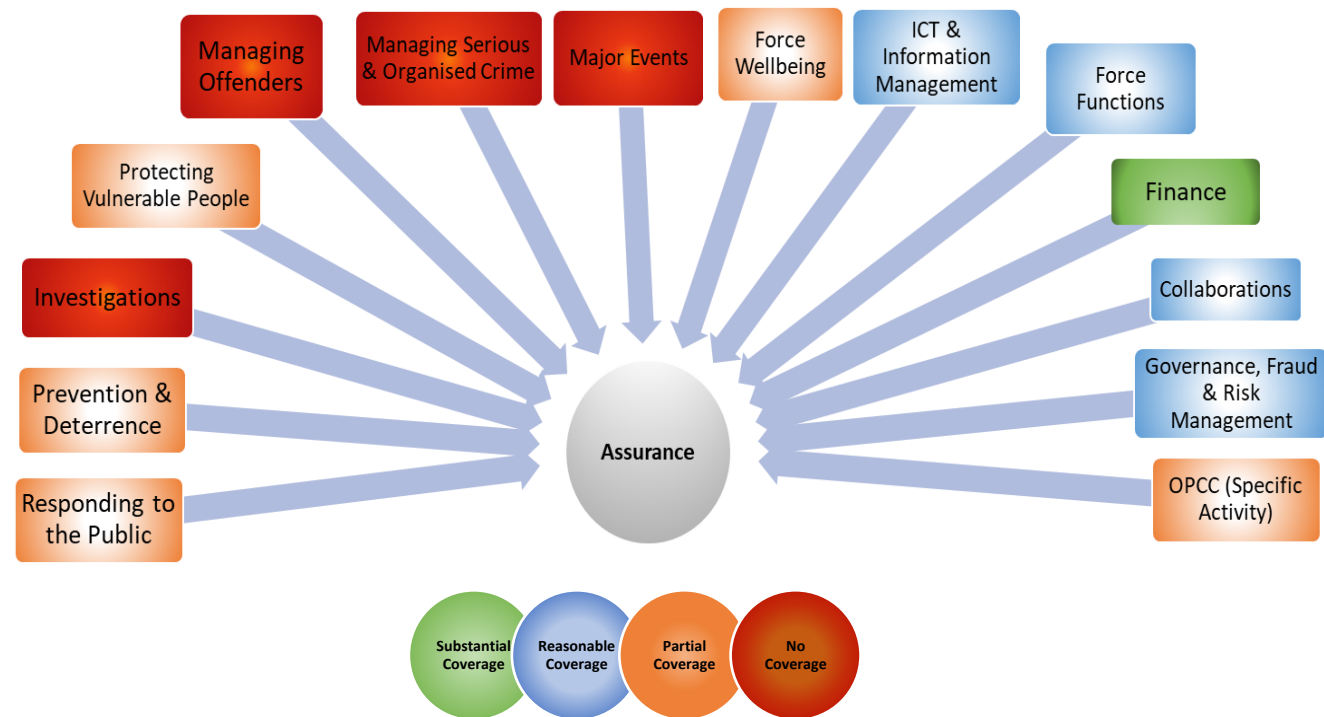 Managing
Offenders
Managing Serious
& Organised Crime
Major Events
Force
Wellbeing
ICT &
Information
Management
Force
Functions
Protecting
Vulnerable People
Finance
Investigations
Collaborations
Prevention &
Deterrence
Governance, Fraud
& Risk
Management
Assurance
Responding to
the Public
OPCC (Specific
Activity)
Substantial
Coverage
Reasonable
Coverage
Partial
Coverage
No
Coverage